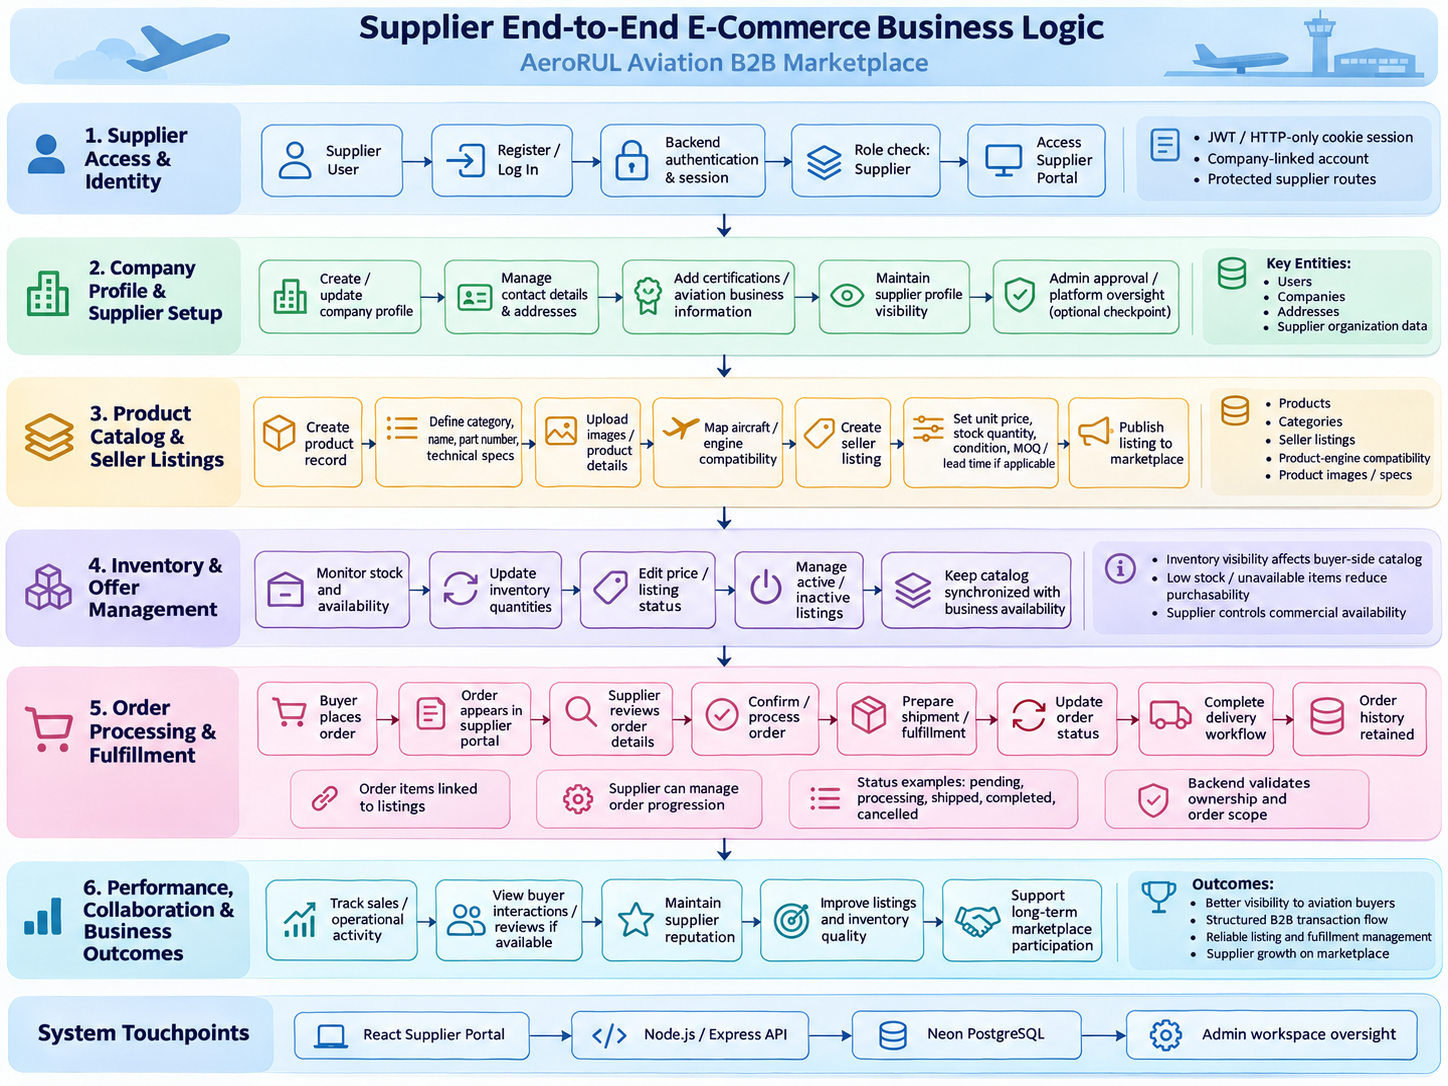 Supplier End-to-End E-Commerce Business Logic
AeroRUL Aviation B2B Marketplace
1. Supplier
Access &
Identity
Supplier
User
Register /
Log In
Backend
authentication
& session
Role check:
Supplier
Access
Supplier
Portal
• JWT / HTTP-only cookie session
• Company-linked account
• Protected supplier routes
2. Company
Profile &
Supplier Setup
Create /
update
company profile
Manage
contact details
& addresses
Add certifications /
aviation business
information
Maintain
supplier profile
visibility
Admin approval /
platform oversight
(optional checkpoint)
Key Entities:
• Users
• Companies
• Addresses
• Supplier organization data
3. Product
Catalog &
Seller Listings
Create
product
record
Define category,
name, part number,
technical specs
Upload
images /
product
details
Map aircraft /
engine
compatibility
Create
seller
listing
Set unit price,
stock quantity,
condition, MOQ /
lead time if applicable
Publish
listing to
marketplace
• Products
• Categories
• Seller listings
• Product-engine compatibility
• Product images / specs
4. Inventory &
Offer
Management
Monitor stock
and
availability
Update
inventory
quantities
Edit price /
listing
status
Manage
active /
inactive
listings
Keep catalog
synchronized with
business availability
• Inventory visibility affects buyer-side catalog
• Low stock / unavailable items reduce
purchasability
• Supplier controls commercial availability
5. Order
Processing &
Fulfillment
Buyer
places
order
Order
appears in
supplier
portal
Supplier
reviews
order
details
Confirm /
process
order
Prepare
shipment /
fulfillment
Update
order
status
Complete
delivery
workflow
Order
history
retained
Order items linked
to listings
Supplier can manage
order progression
Status examples: pending,
processing, shipped, completed,
cancelled
Backend validates
ownership and
order scope
6. Performance,
Collaboration &
Business
Outcomes
Track sales /
operational
activity
View buyer
interactions /
reviews if
available
Maintain
supplier
reputation
Improve listings
and inventory
quality
Support
long-term
marketplace
participation
Outcomes:
• Better visibility to aviation buyers
• Structured B2B transaction flow
• Reliable listing and fufillment management
• Supplier growth on marketplace
System Touchpoints
React Supplier Portal
Node.js / Express API
Neon PostgreSQL
Admin workspace oversight